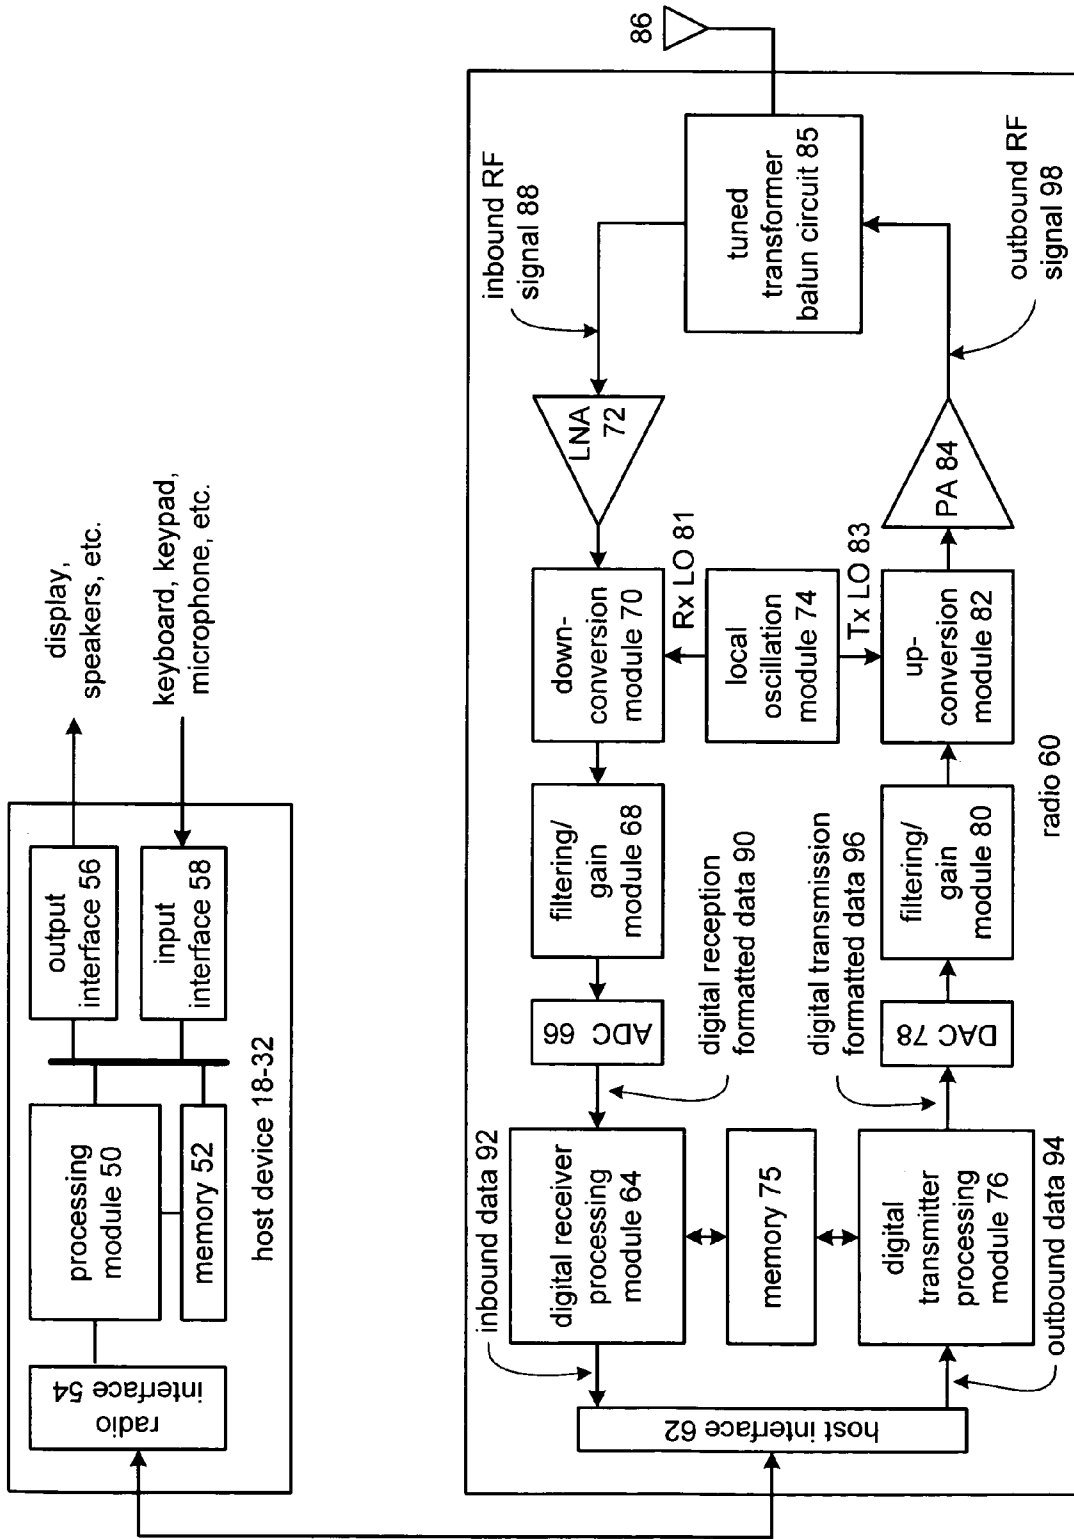 display,
speakers, etc.
keyboard, keypad,
microphone, etc.
output
interface 56
input
interface 58
processing
module 50
memory 52
radio
interface 54
host device 18-32
86
inbound RF
signal 88
tuned
transformer
balun circuit 85
outbound RF
signal 98
LNA
72
PA 84
down-
conversion
module 70
Rx LO 81
local
oscillation
module 74
Tx LO 83
up-
conversion
module 82
filtering/
gain
module 68
filtering/
gain
module 80
radio 60
ADC
66
digital reception
formatted data 90
digital transmission
formatted data 96
DAC 78
inbound data 92
digital receiver
processing
module 64
memory 75
digital
transmitter
processing
module 76
outbound data 94
host interface 62